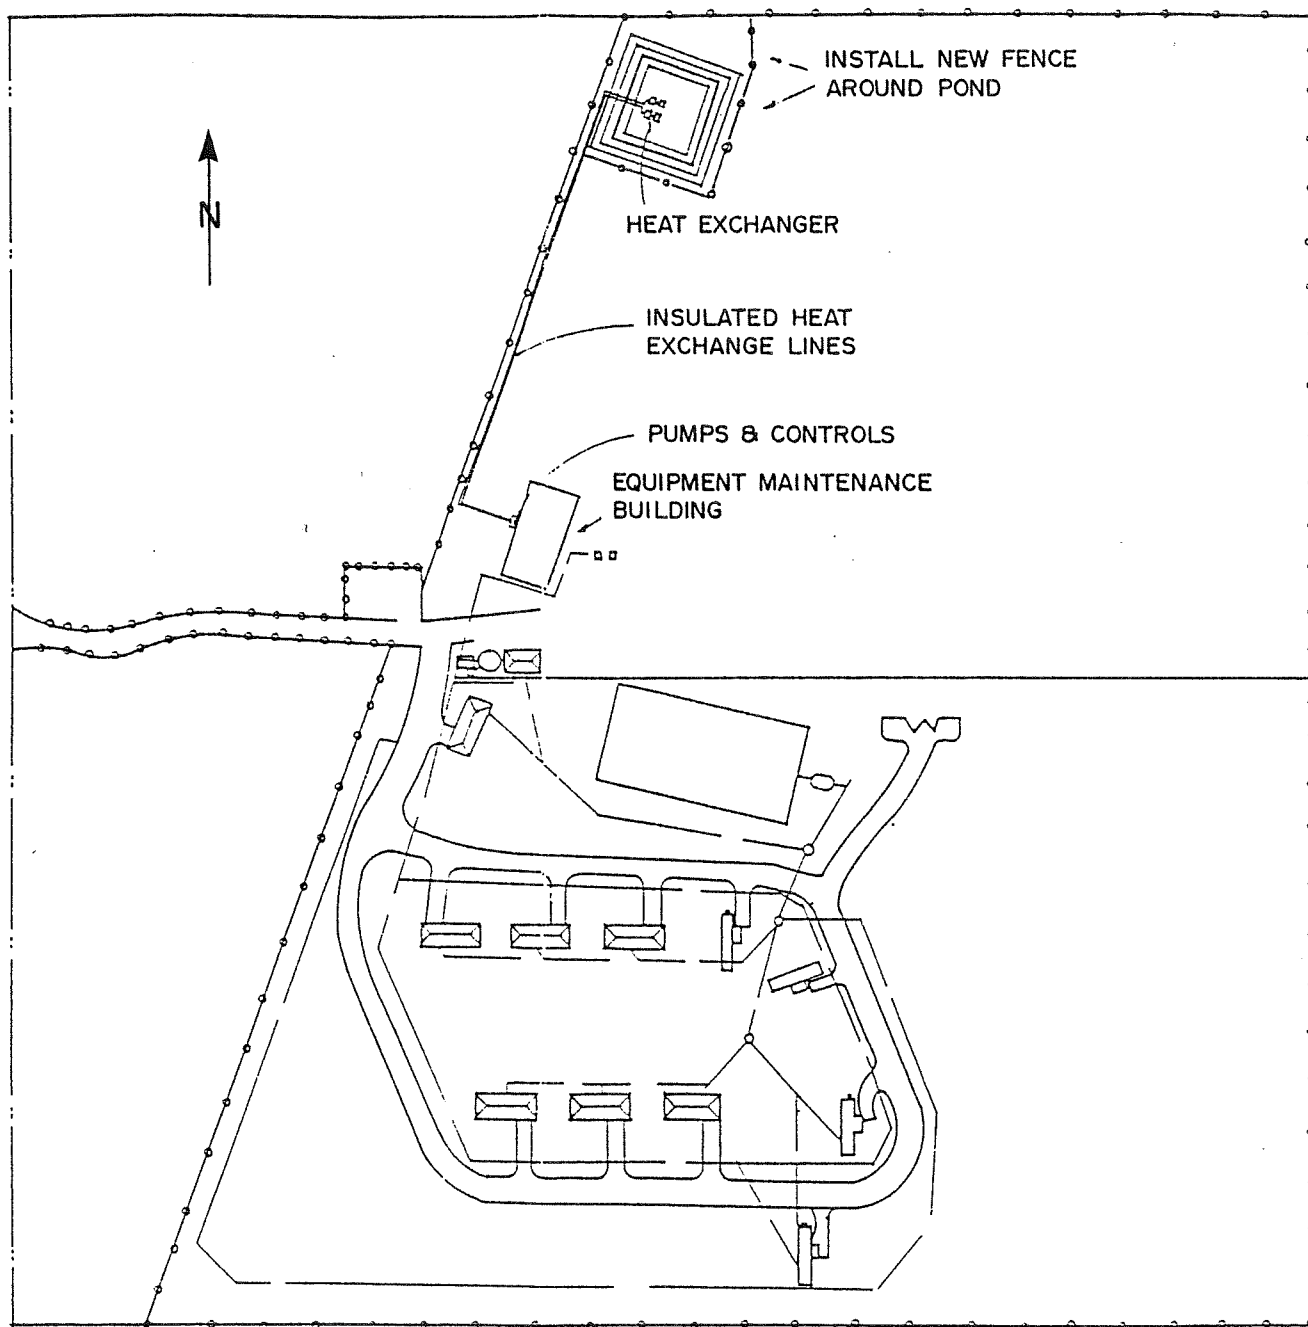 INSTALL NEW FENCE
AROUND POND
N
HEAT EXCHANGER
INSULATED HEAT
EXCHANGE LINES
PUMPS & CONTROLS
EQUIPMENT MAINTENANCE
BUILDING